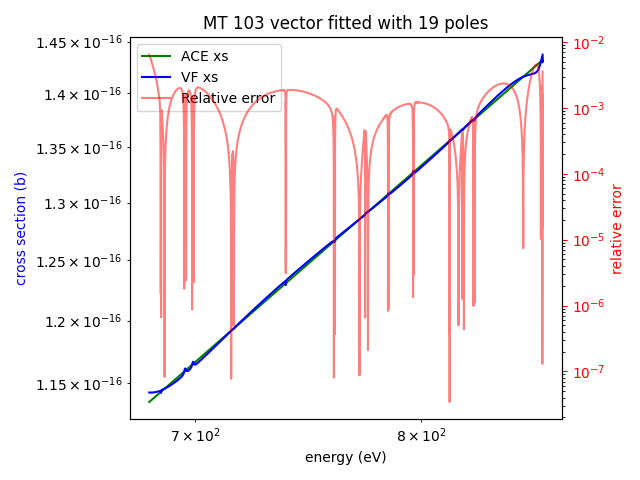 MT 103 vector fitted with 19 poles
ACE xs
VF xs
Relative error
cross section (b)
1.45 × 10⁻¹⁶
1.4 × 10⁻¹⁶
1.35 × 10⁻¹⁶
1.3 × 10⁻¹⁶
1.25 × 10⁻¹⁶
1.2 × 10⁻¹⁶
1.15 × 10⁻¹⁶
10⁻²
10⁻³
10⁻⁴
10⁻⁵
10⁻⁶
10⁻⁷
relative error
7 × 10²
8 × 10²
energy (eV)